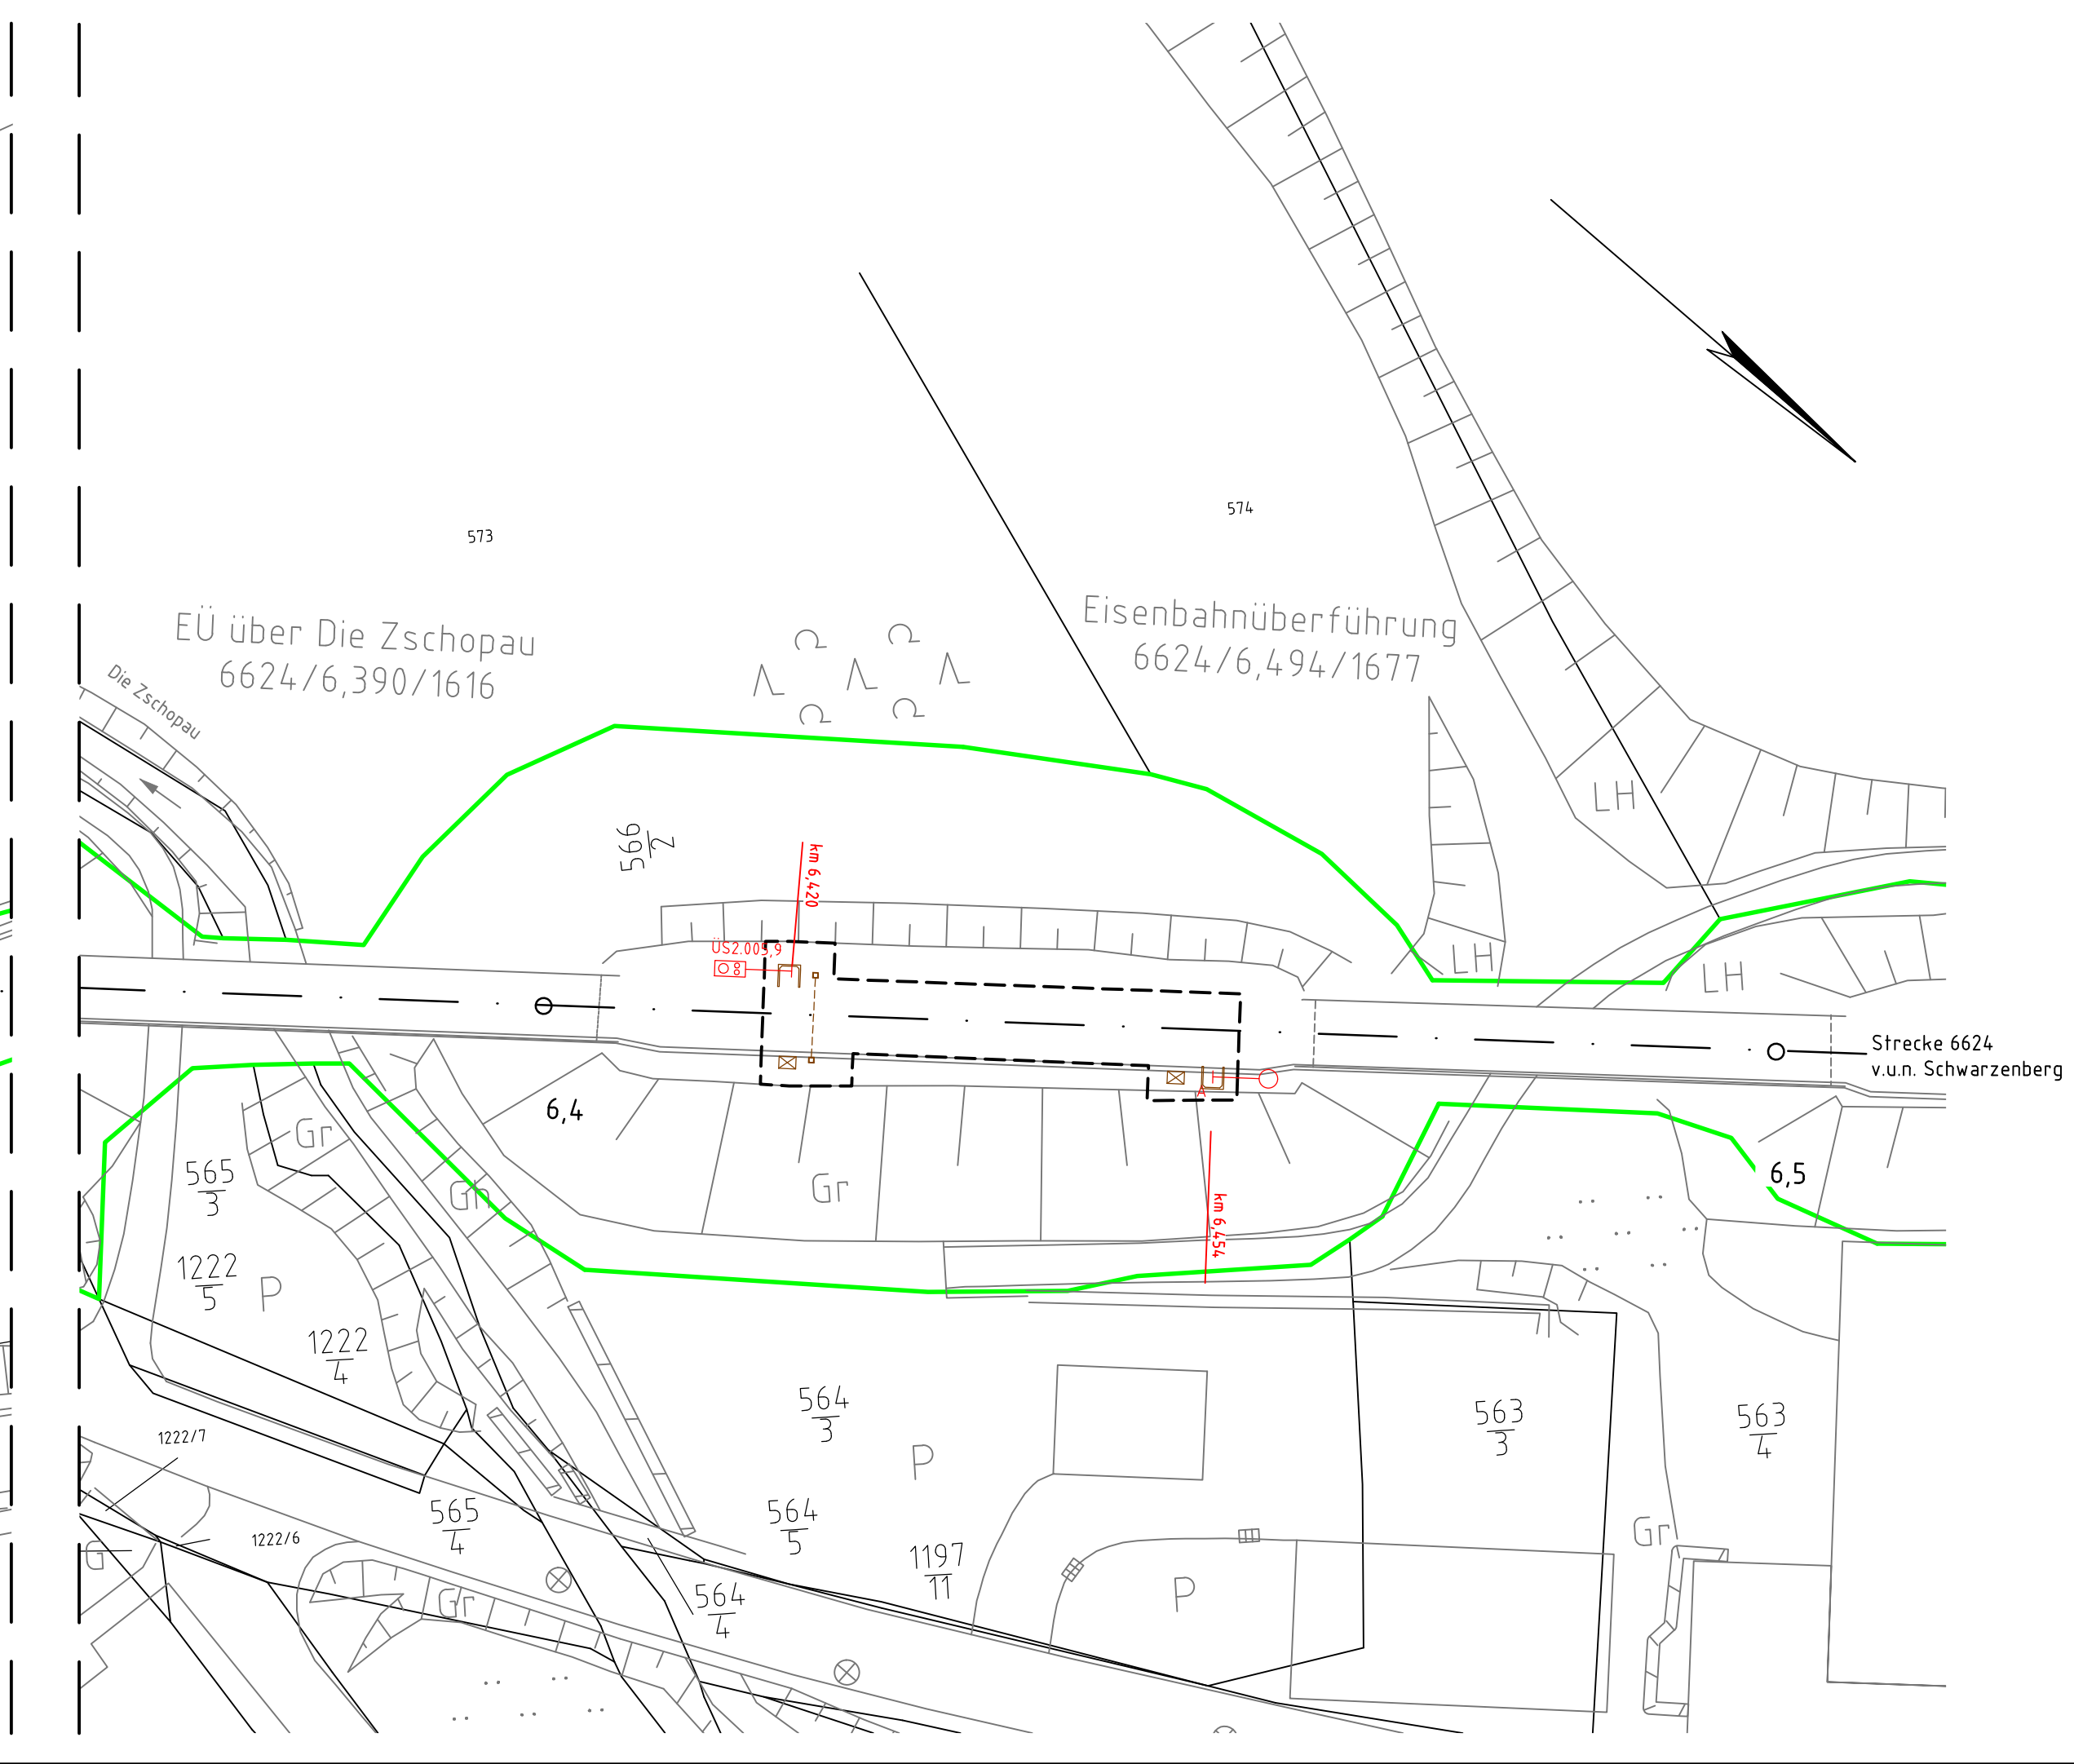 574
573
Eisenbahnüberführung
6624/6,494/1677
EÜ über Die Zschopau
6624/6,390/1616
Die Zschopau
LH
566
2
km 6,420
ÜS2.005,9
LH
LH
Strecke 6624
v.u.n. Schwarzenberg
A
6,4
6,5
Gr
565
3
Gn
Gr
km 6,454
1222
5
P
1222
4
564
3
563
3
563
4
1222/7
P
565
4
564
5
Gr
1222/6
G
1197
11
564
4
Gr
P